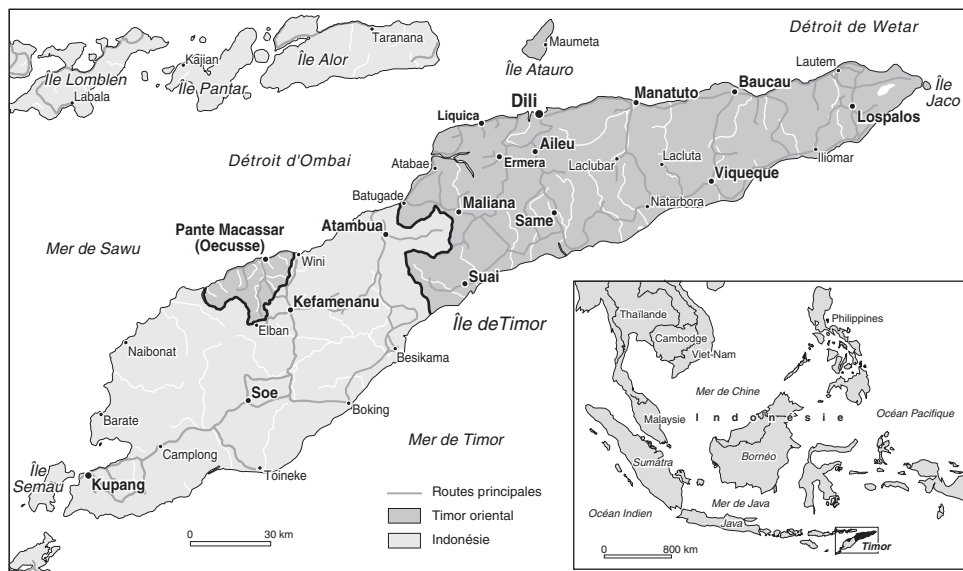 Détroit de Wetar
Taranana
Maumeta
Île Alor
Kajian
Île Lomblen
Île Pantar
Labala
Île Atauro
Lautem
Île
Jaco
Baucau
Manatuto
Dili
Lospalos
Liquica
Détroit d'Ombai
Aileu
Ermera
Laclubar
Lacluta
Iliomar
Atabae
Viqueque
Batugade
Maliana
Natarbora
Same
Atambua
Pante Macassar
(Oecusse)
Mer de Sawu
Wini
Suai
Kefamenanu
Île deTimor
Elban
Naibonat
Besikama
Soe
Boking
Barate
Mer de Timor
Camplong
Toineke
Île
Semau
Kupang
Routes principales
Timor oriental
Indonésie
0 30 km
Thaïlande
Philippines
Cambodge
Viet-Nam
Mer de Chine
Malaysie
Indonésie
Océan Pacifique
Sumatra
Bornéo
Océan Indien
Mer de Java
Java
Timor
0 800 km